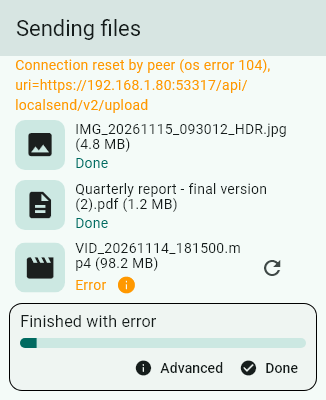 Sending files
Connection reset by peer (os error 104),
uri=https://192.168.1.80:53317/api/
localsend/v2/upload
IMG_20261115_093012_HDR.jpg
(4.8 MB)
Done
Quarterly report - final version
(2).pdf (1.2 MB)
Done
VID_20261114_181500.m
p4 (98.2 MB)
Error
Finished with error
Advanced
Done